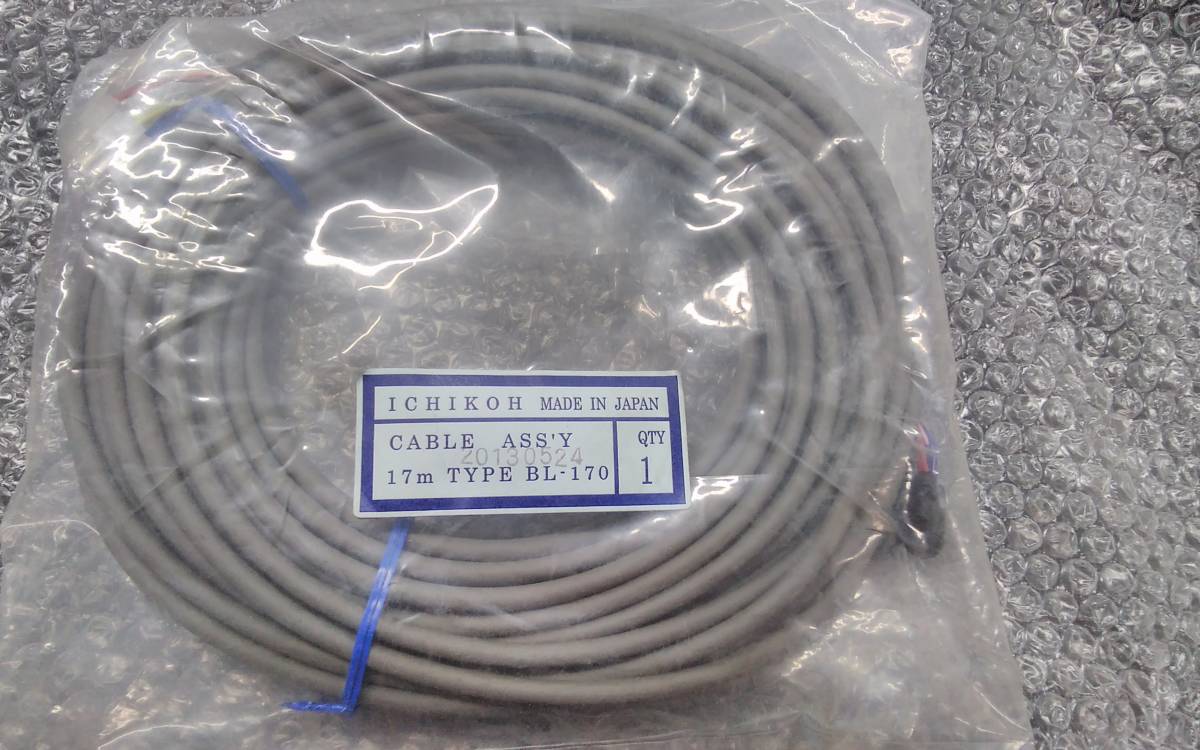 ICHIKOH MADE IN JAPAN
CABLE ASS'Y
20130524
17m TYPE BL-170
QTY
1